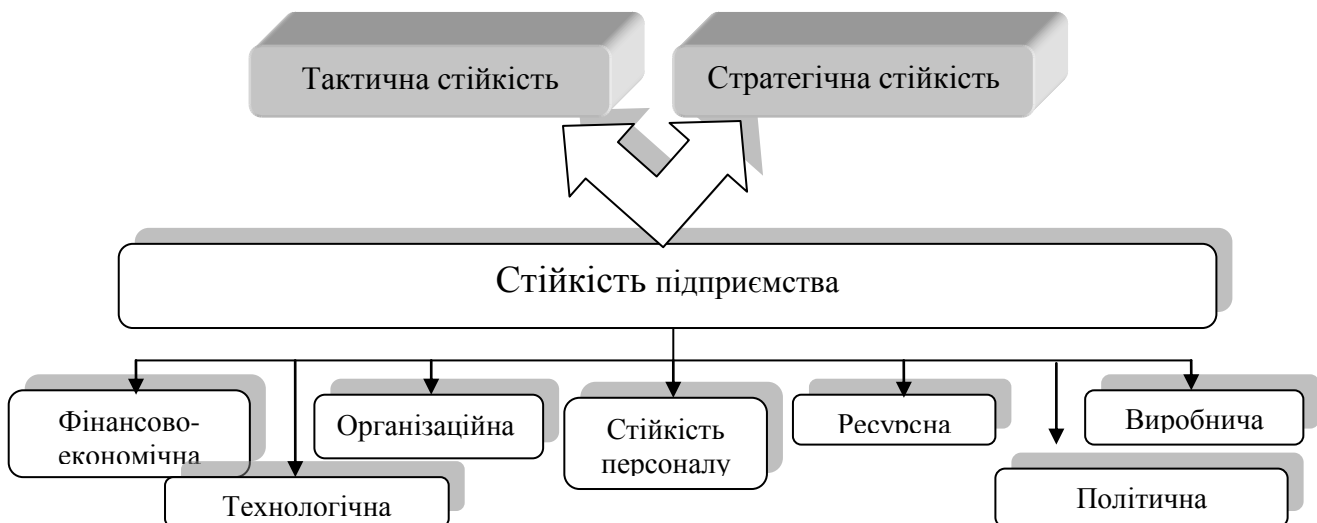 Тактична стійкість
Стратегічна стійкість
Стійкість підприємства
Фінансово-
економічна
Організаційна
Стійкість
персоналу
Ресурсна
Виробнича
Технологічна
Політична